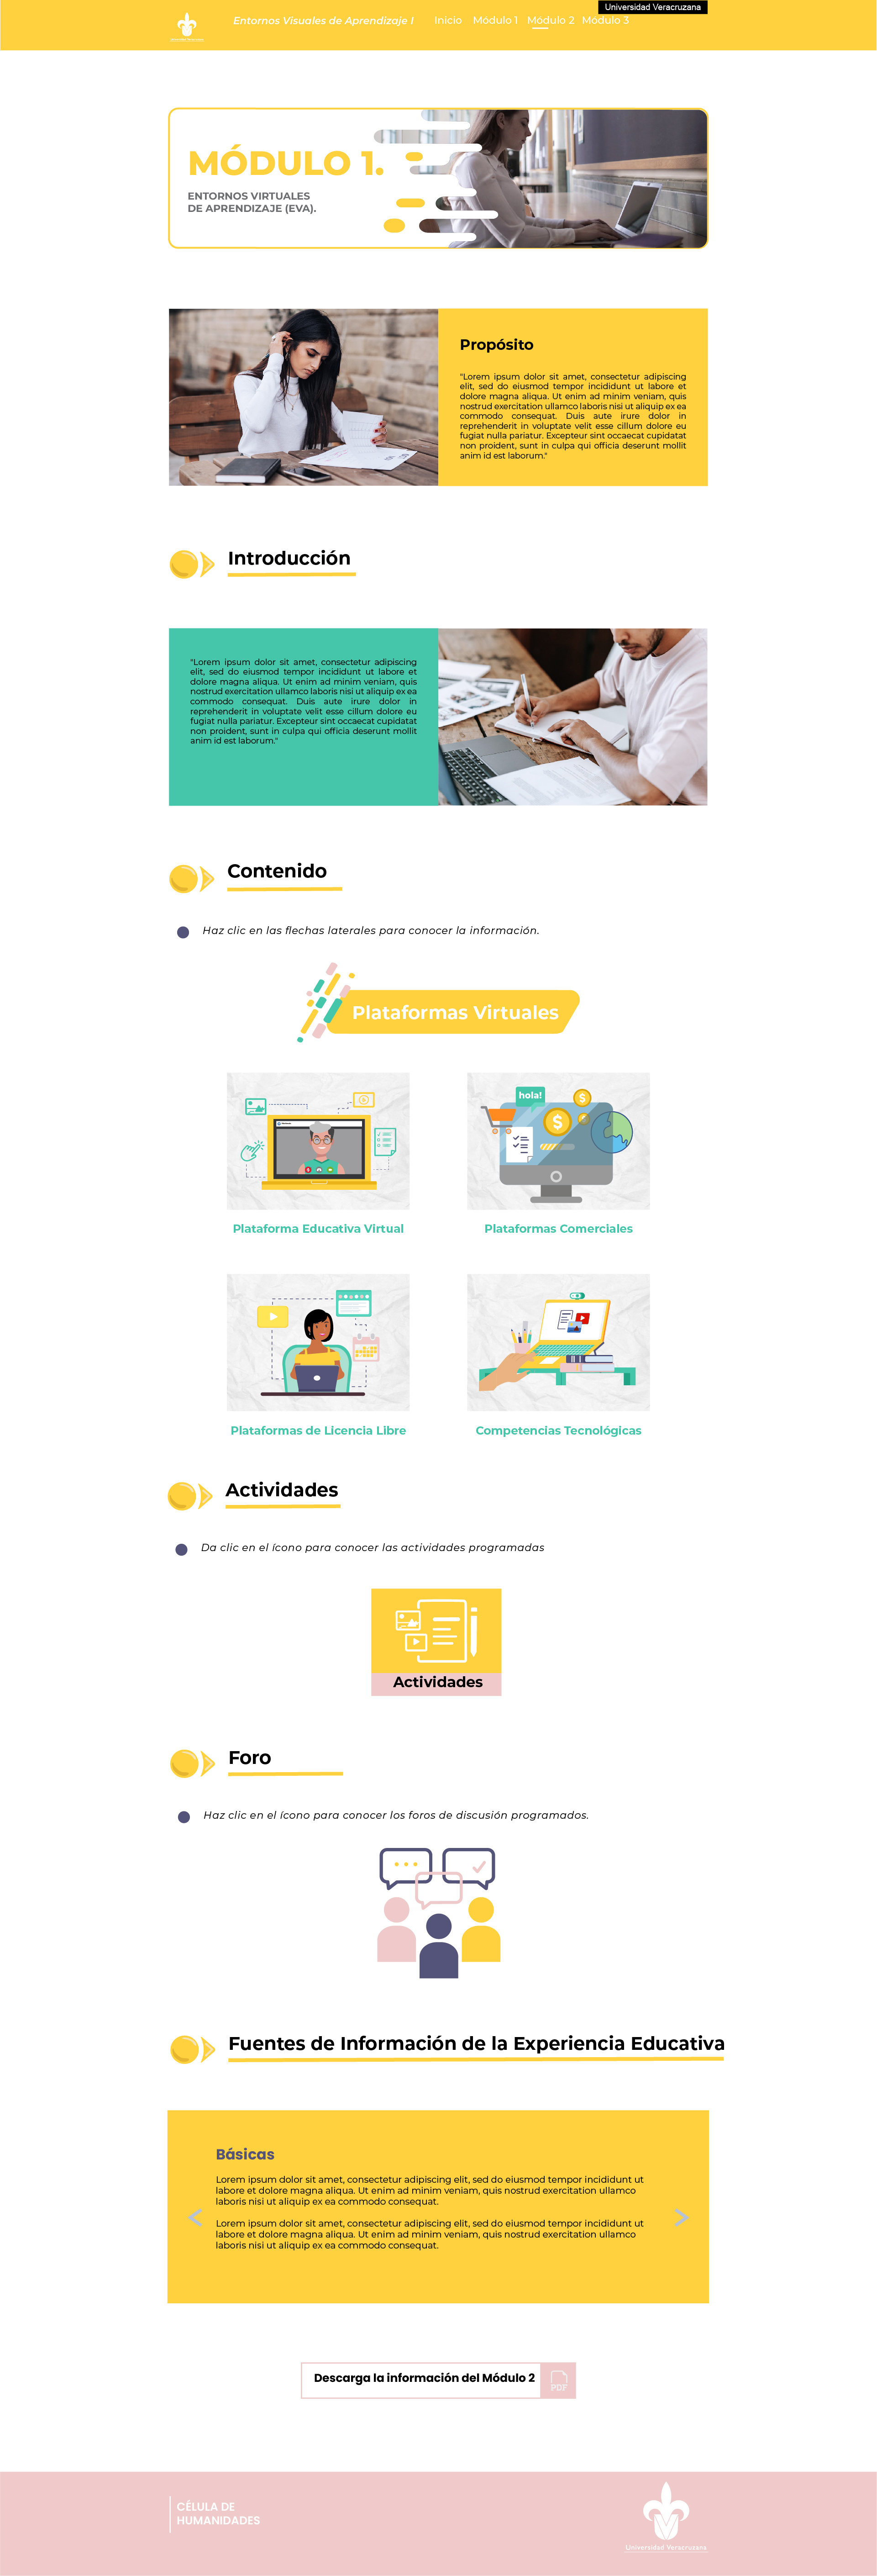 Universidad Veracruzana
Entornos Visuales de Aprendizaje I
Inicio
Módulo 1
Módulo 2
Módulo 3
MÓDULO 1.
ENTORNOS VIRTUALES
DE APRENDIZAJE (EVA).
Propósito
"Lorem ipsum dolor sit amet, consectetur adipiscing
elit, sed do eiusmod tempor incididunt ut labore et
dolore magna aliqua. Ut enim ad minim veniam, quis
nostrud exercitation ullamco laboris nisi ut aliquip ex ea
commodo consequat. Duis aute irure dolor in
reprehenderit in voluptate velit esse cillum dolore eu
fugiat nulla pariatur. Excepteur sint occaecat cupidatat
non proident, sunt in culpa qui officia deserunt mollit
anim id est laborum."
Introducción
"Lorem ipsum dolor sit amet, consectetur adipiscing
elit, sed do eiusmod tempor incididunt ut labore et
dolore magna aliqua. Ut enim ad minim veniam, quis
nostrud exercitation ullamco laboris nisi ut aliquip ex ea
commodo consequat. Duis aute irure dolor in
reprehenderit in voluptate velit esse cillum dolore eu
fugiat nulla pariatur. Excepteur sint occaecat cupidatat
non proident, sunt in culpa qui officia deserunt mollit
anim id est laborum."
Contenido
Haz clic en las flechas laterales para conocer la información.
Plataformas Virtuales
hola!
Plataforma Educativa Virtual
Plataformas Comerciales
Plataformas de Licencia Libre
Competencias Tecnológicas
Actividades
Da clic en el ícono para conocer las actividades programadas
Actividades
Foro
Haz clic en el ícono para conocer los foros de discusión programados.
Fuentes de Información de la Experiencia Educativa
Básicas
Lorem ipsum dolor sit amet, consectetur adipiscing elit, sed do eiusmod tempor incididunt ut
labore et dolore magna aliqua. Ut enim ad minim veniam, quis nostrud exercitation ullamco
laboris nisi ut aliquip ex ea commodo consequat.
Lorem ipsum dolor sit amet, consectetur adipiscing elit, sed do eiusmod tempor incididunt ut
labore et dolore magna aliqua. Ut enim ad minim veniam, quis nostrud exercitation ullamco
laboris nisi ut aliquip ex ea commodo consequat.
Descarga la información del Módulo 2
PDF
CÉLULA DE
HUMANIDADES
Universidad Veracruzana